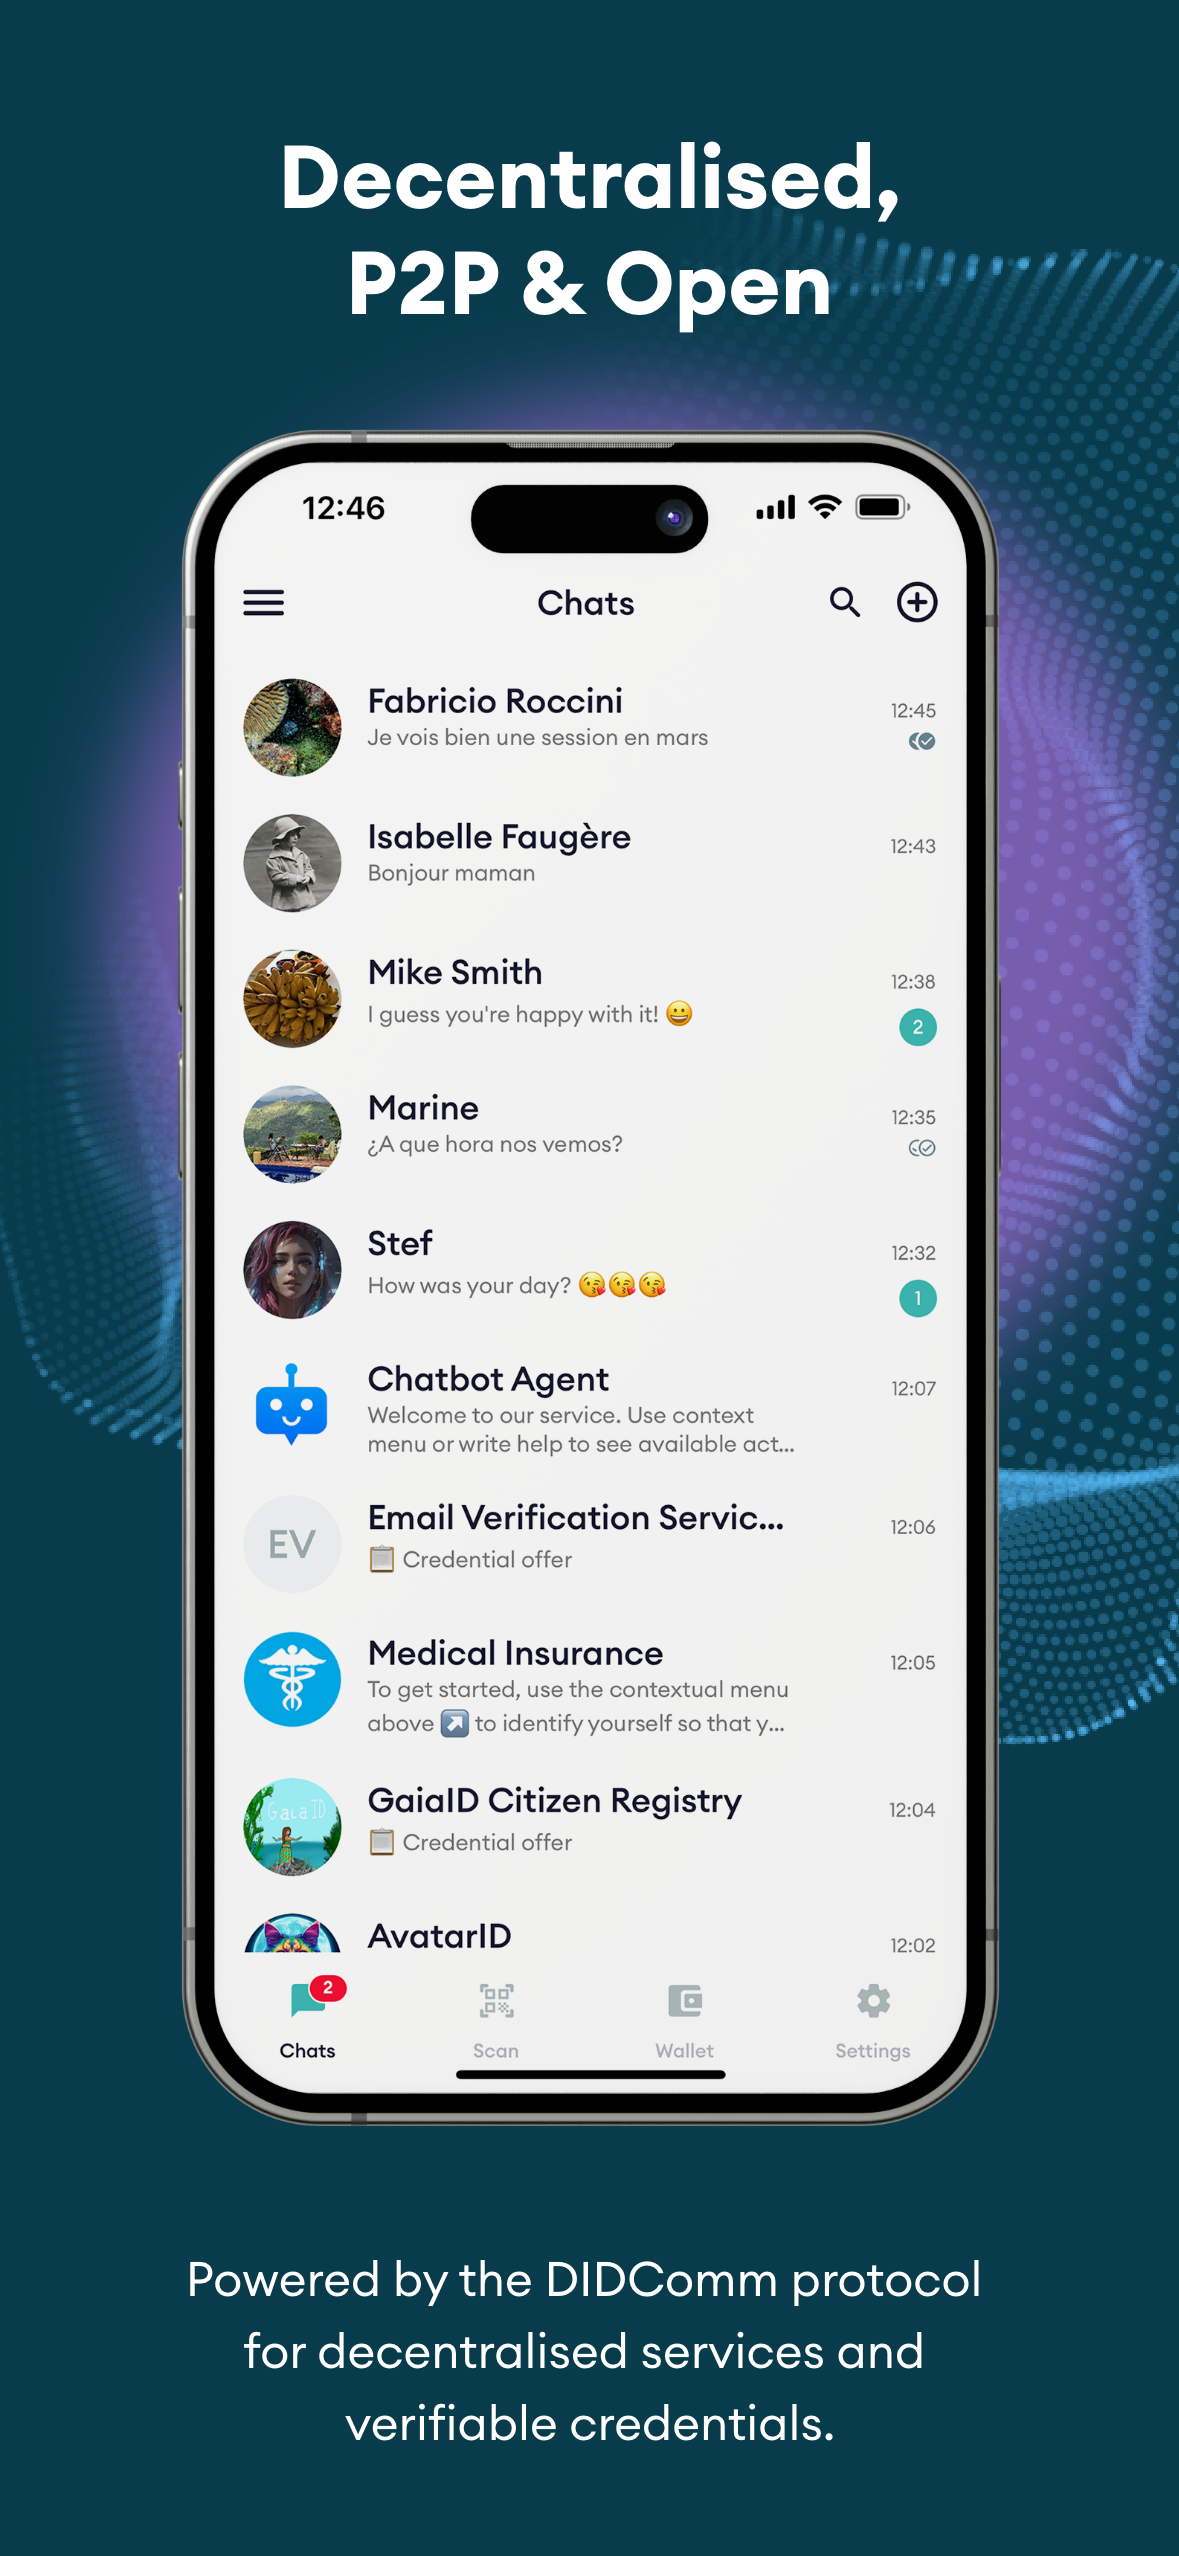 Decentralised,
P2P & Open
12:46
Chats
Fabricio Roccini
12:45
Je vois bien une session en mars
Isabelle Faugère
12:43
Bonjour maman
Mike Smith
12:38
I guess you're happy with it! 😀
2
Marine
12:35
¿A que hora nos vemos?
Stef
12:32
How was your day? 😘😘😘
1
Chatbot Agent
12:07
Welcome to our service. Use context
menu or write help to see available act...
EV
Email Verification Servic...
12:06
📋 Credential offer
Medical Insurance
12:05
To get started, use the contextual menu
above ↗️ to identify yourself so that y...
Gaia ID
GaiaID Citizen Registry
12:04
📋 Credential offer
AvatarID
12:02
2
Chats
Scan
Wallet
Settings
Powered by the DIDComm protocol
for decentralised services and
verifiable credentials.